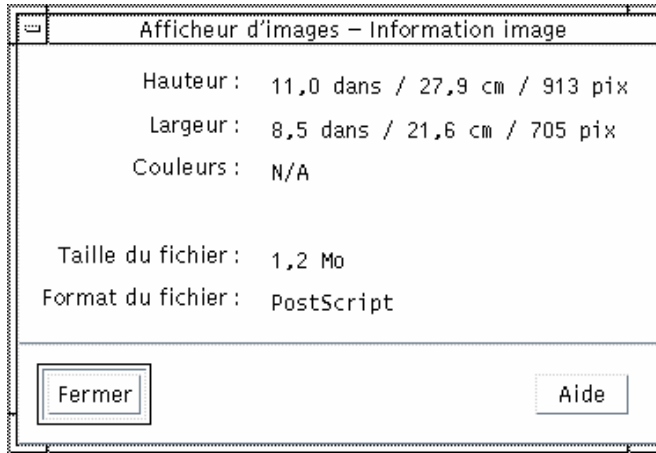 Afficheur d'images – Information image
Hauteur : 11,0 dans / 27,9 cm / 913 pix
Largeur : 8,5 dans / 21,6 cm / 705 pix
Couleurs : N/A
Taille du fichier : 1,2 Mo
Format du fichier : PostScript
Fermer Aide